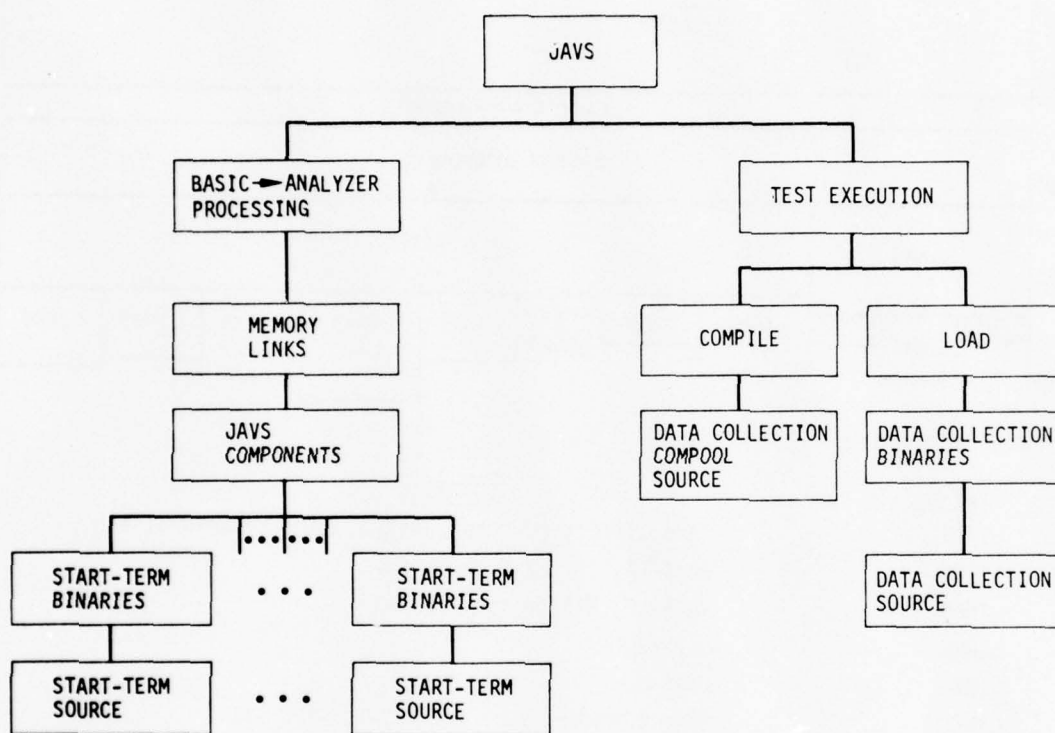 JAVS
BASIC→ANALYZER
PROCESSING
TEST EXECUTION
MEMORY
LINKS
COMPILE
LOAD
JAVS
COMPONENTS
DATA COLLECTION
COMPOOL
SOURCE
DATA COLLECTION
BINARIES
START-TERM
BINARIES
START-TERM
BINARIES
DATA COLLECTION
SOURCE
START-TERM
SOURCE
START-TERM
SOURCE